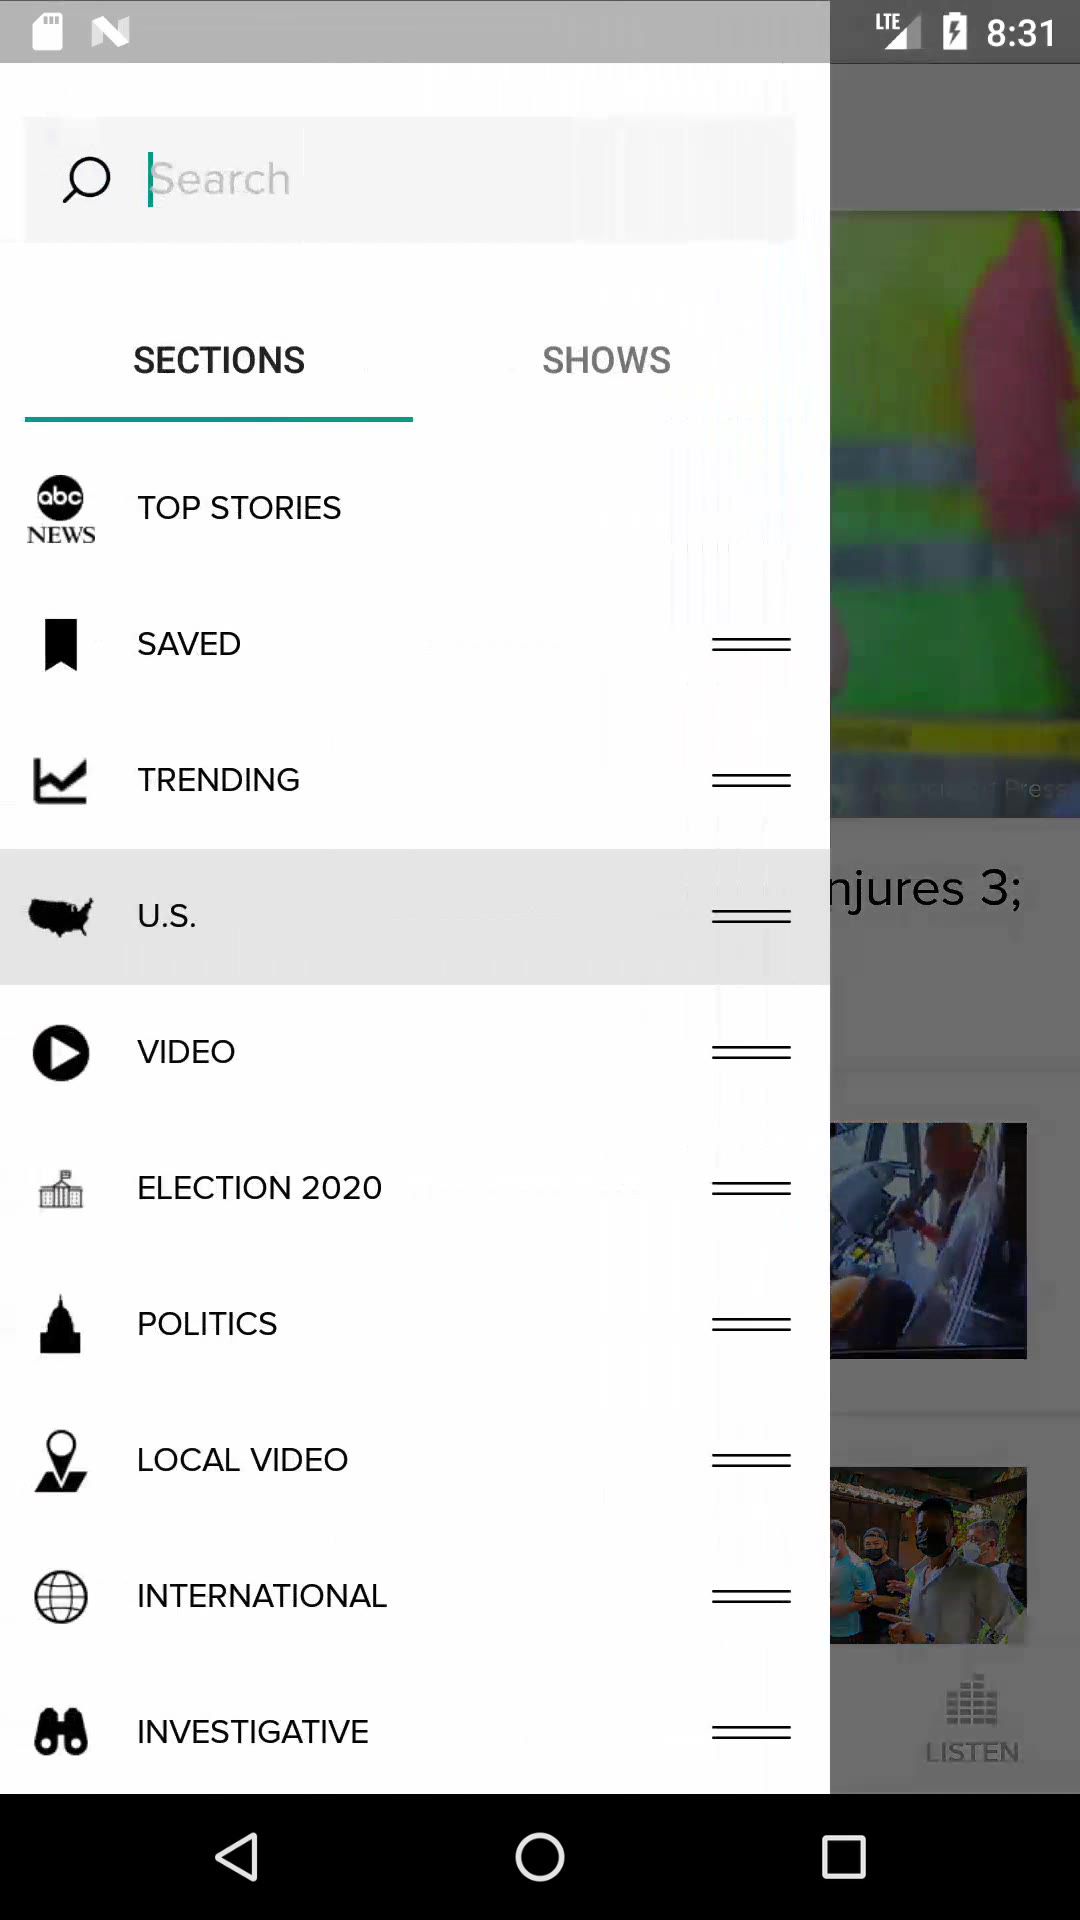 LTE 8:31
Search
SECTIONS SHOWS
abc
NEWS
TOP STORIES
SAVED
TRENDING
Press
njures 3;
U.S.
VIDEO
ELECTION 2020
POLITICS
LOCAL VIDEO
INTERNATIONAL
INVESTIGATIVE
LISTEN